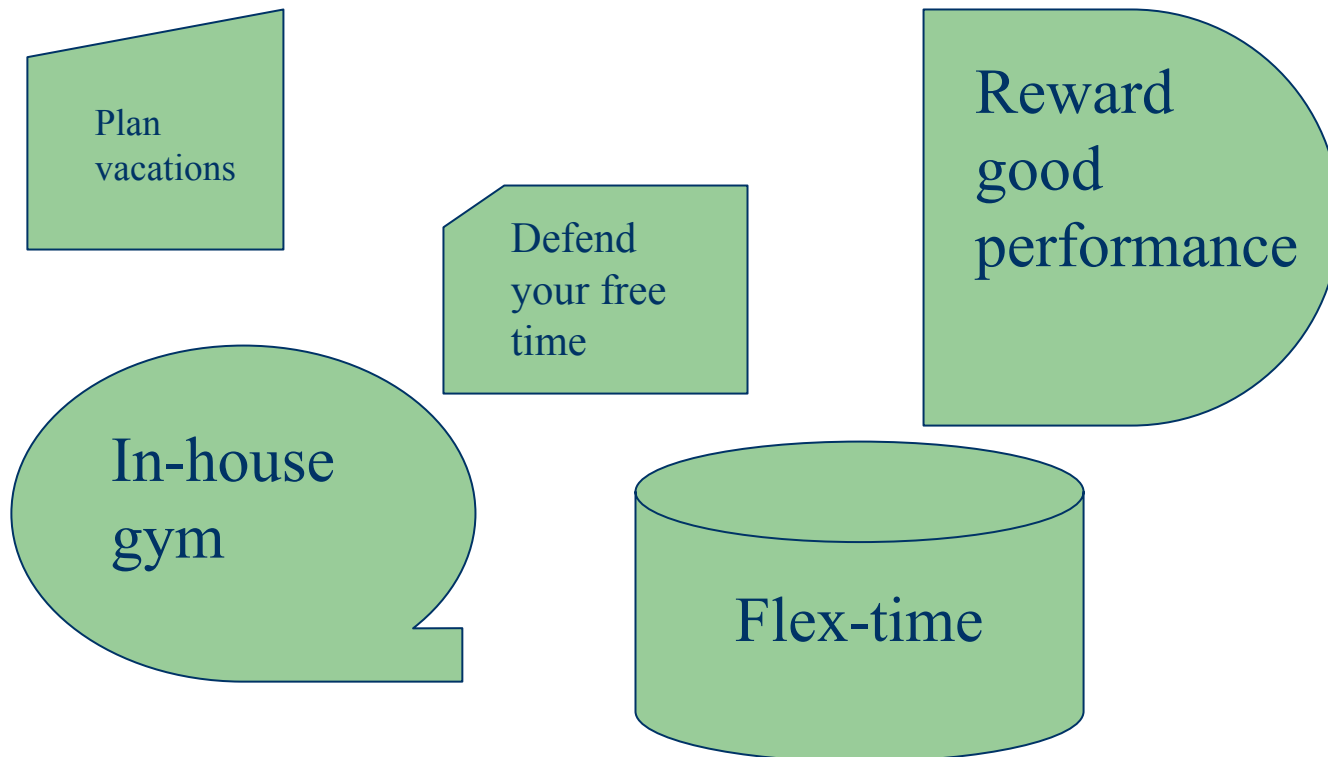 Plan
vacations
Defend
your free
time
Reward
good
performance
In-house
gym
Flex-time